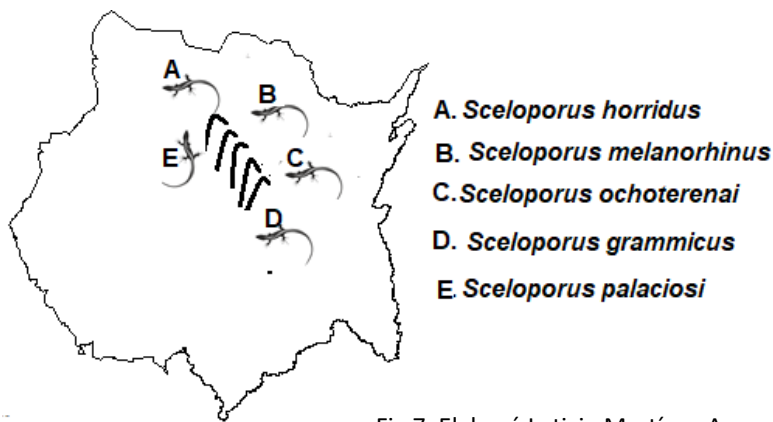 A
B
E
C
D
A. Sceloporus horridus
B. Sceloporus melanorhinus
C. Sceloporus ochoterenai
D. Sceloporus grammicus
E. Sceloporus palaciosi